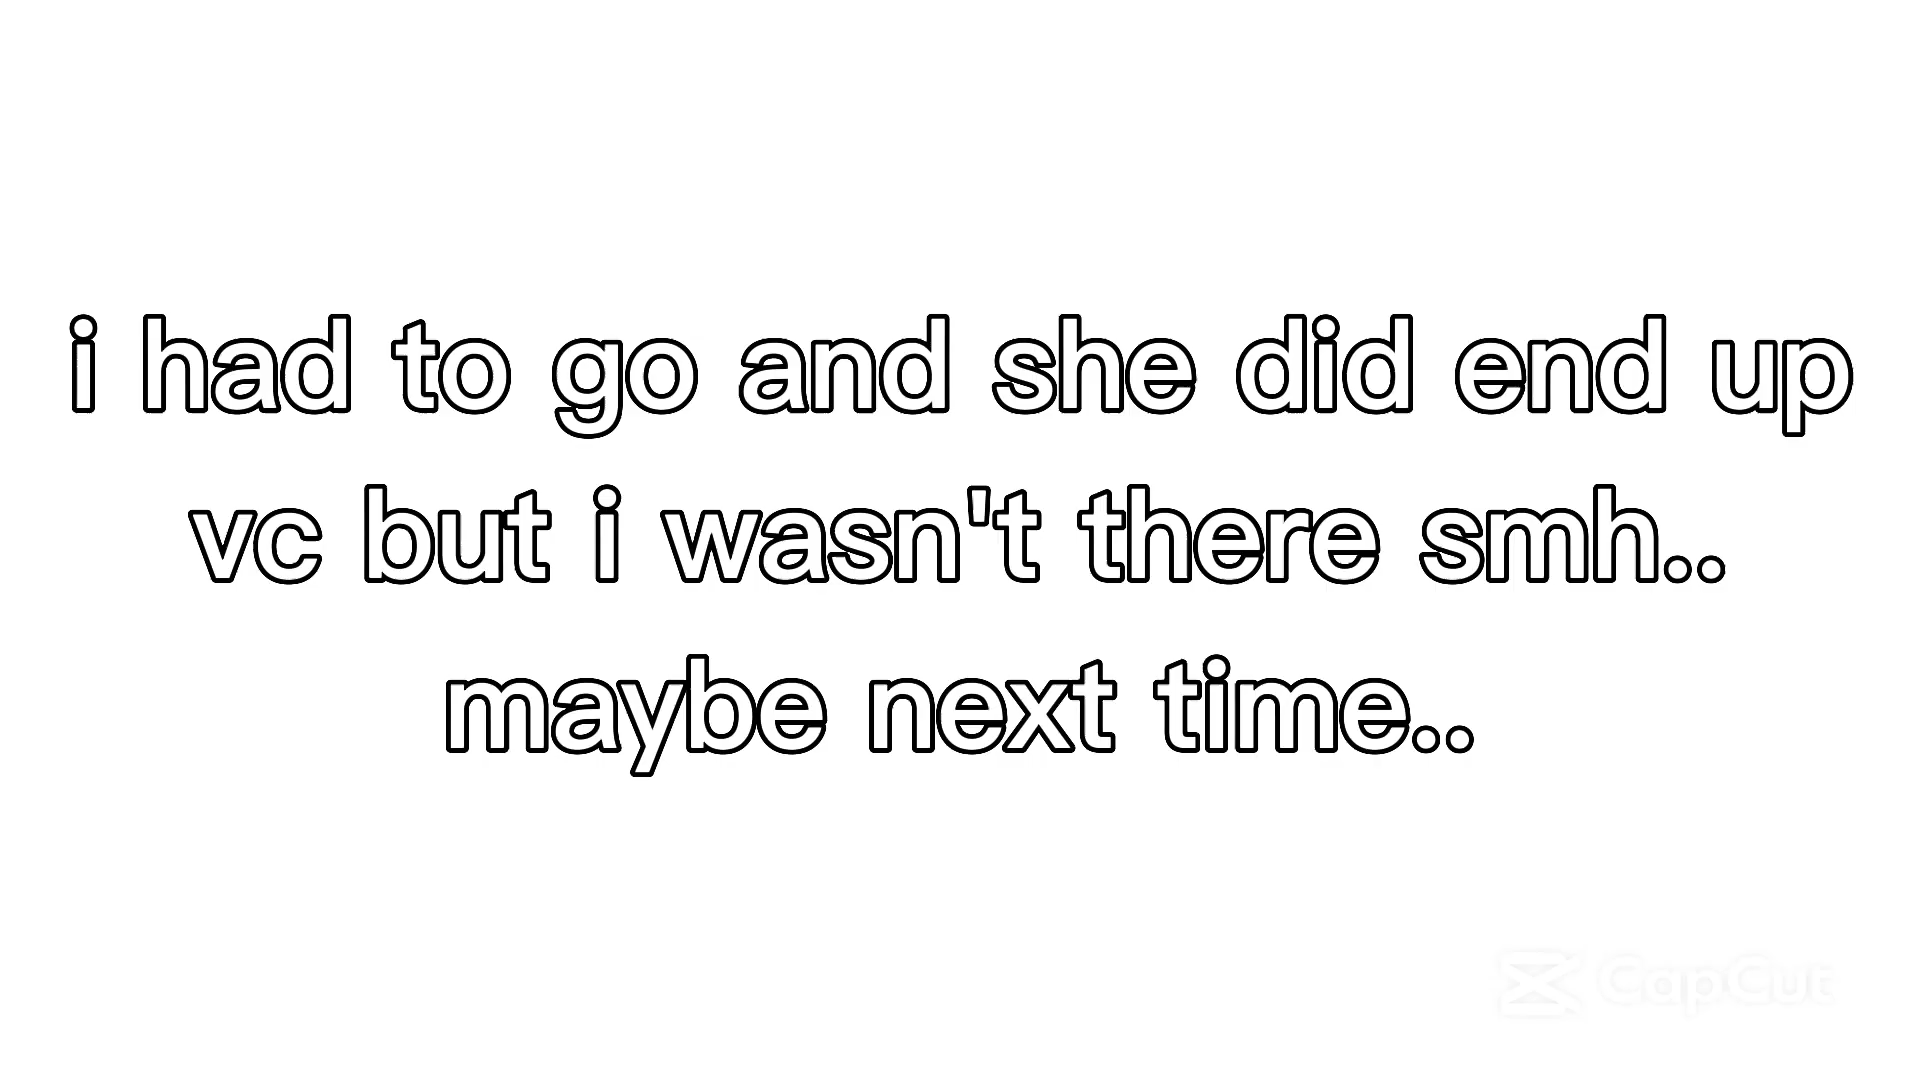 i had to go and she did end up
vc but i wasn't there smh..
maybe next time..
CapCut